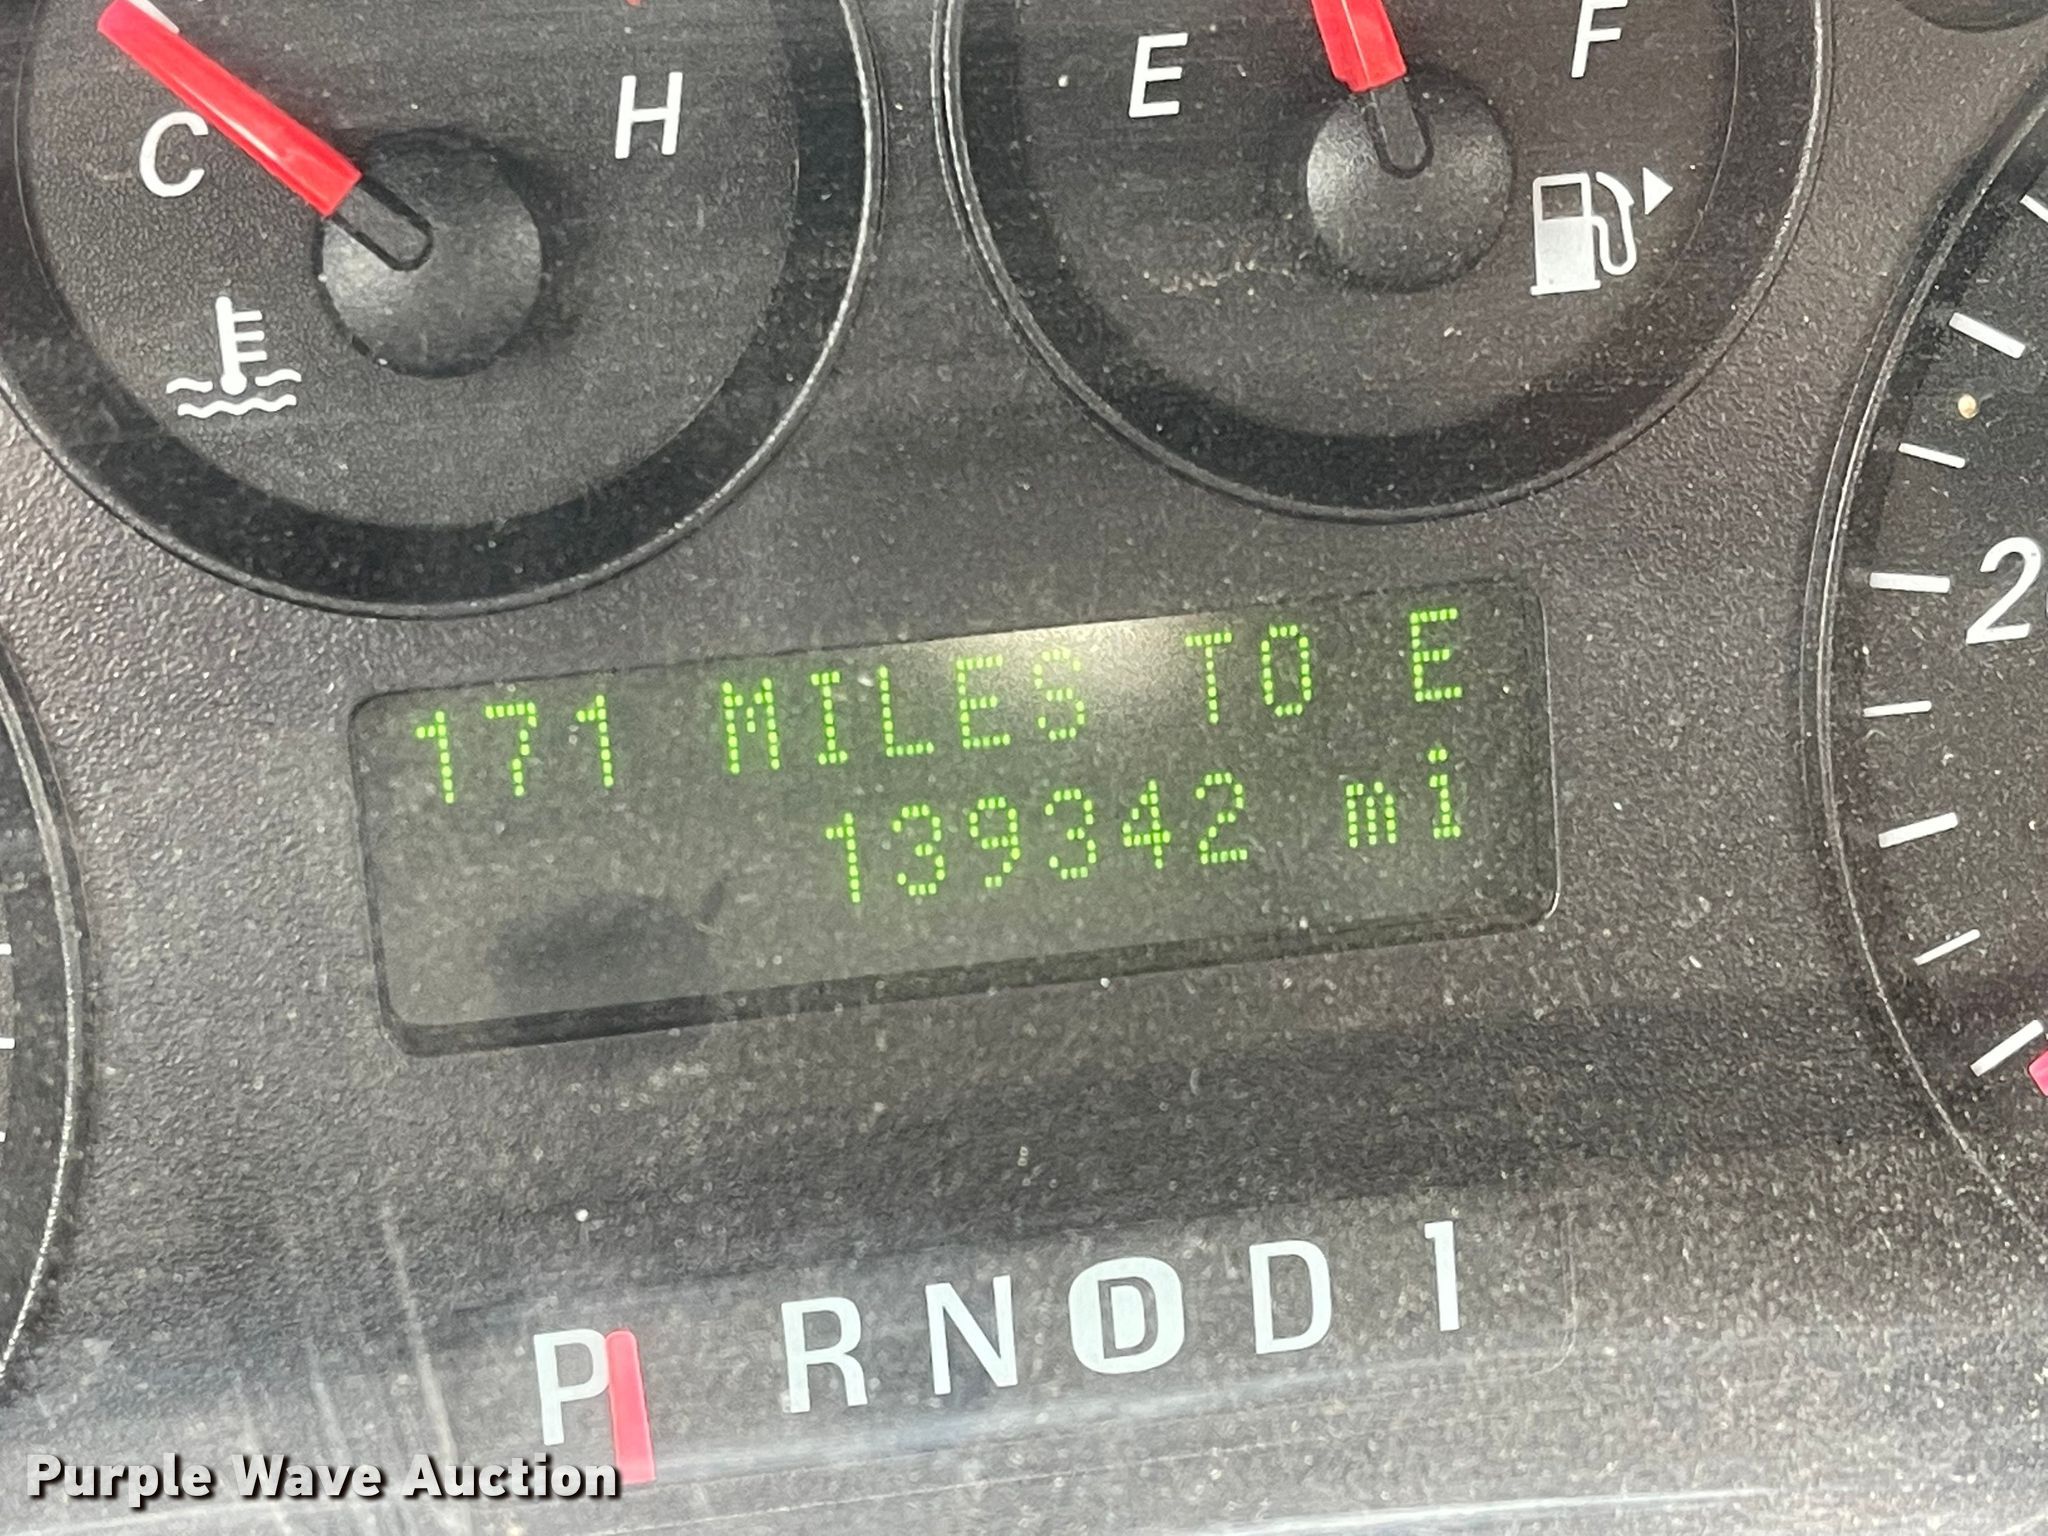 C H
E F
2
171 MILES TO E
139342 mi
P R N D D 1
Purple Wave Auction